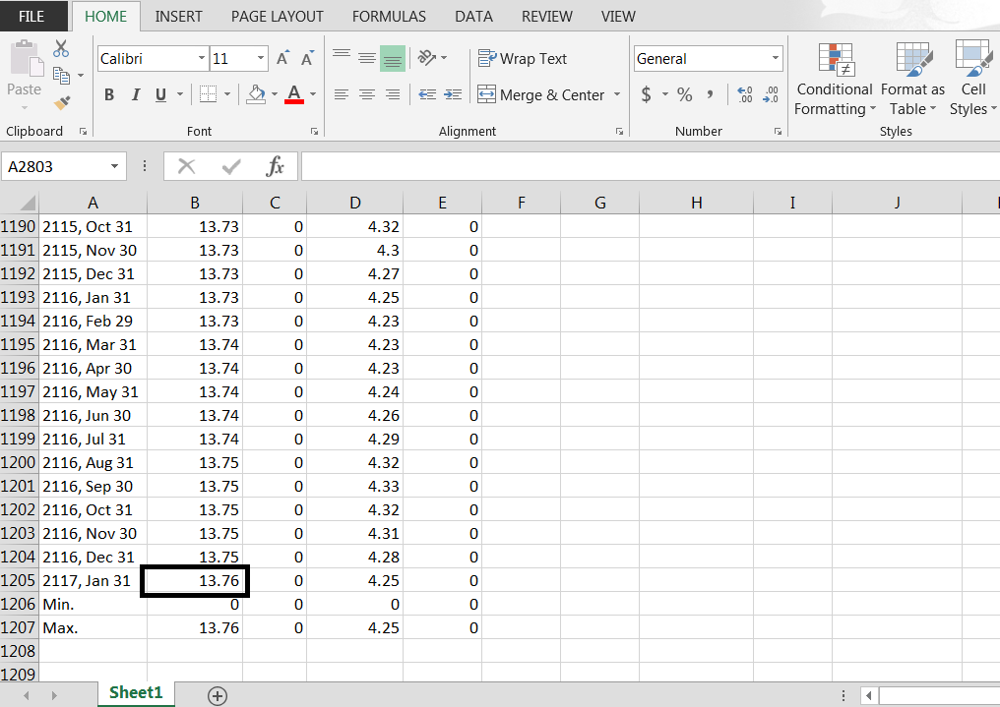 FILE HOME INSERT PAGE LAYOUT FORMULAS DATA REVIEW VIEW
Calibri 11 Wrap Text General
Paste B I U A Merge & Center $ % , .00 .0 Conditional Formatting Format as Table Cell Styles
Clipboard Font Alignment Number Styles
A2803 fx
A B C D E F G H I J
1190 2115, Oct 31 13.73 0 4.32 0
1191 2115, Nov 30 13.73 0 4.3 0
1192 2115, Dec 31 13.73 0 4.27 0
1193 2116, Jan 31 13.73 0 4.25 0
1194 2116, Feb 29 13.73 0 4.23 0
1195 2116, Mar 31 13.74 0 4.23 0
1196 2116, Apr 30 13.74 0 4.23 0
1197 2116, May 31 13.74 0 4.24 0
1198 2116, Jun 30 13.74 0 4.26 0
1199 2116, Jul 31 13.74 0 4.29 0
1200 2116, Aug 31 13.75 0 4.32 0
1201 2116, Sep 30 13.75 0 4.33 0
1202 2116, Oct 31 13.75 0 4.32 0
1203 2116, Nov 30 13.75 0 4.31 0
1204 2116, Dec 31 13.75 0 4.28 0
1205 2117, Jan 31 13.76 0 4.25 0
1206 Min. 0 0 0 0
1207 Max. 13.76 0 4.25 0
1208
1209
Sheet1